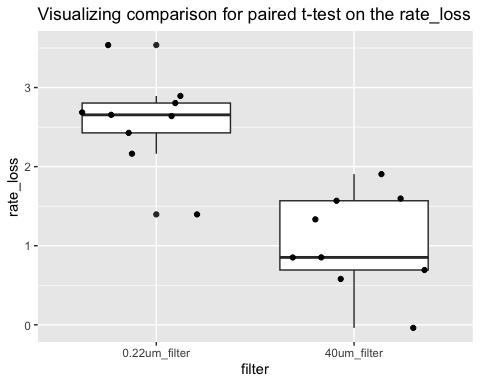 Visualizing comparison for paired t-test on the rate_loss
rate_loss
3
2
1
0
0.22um_filter
40um_filter
filter